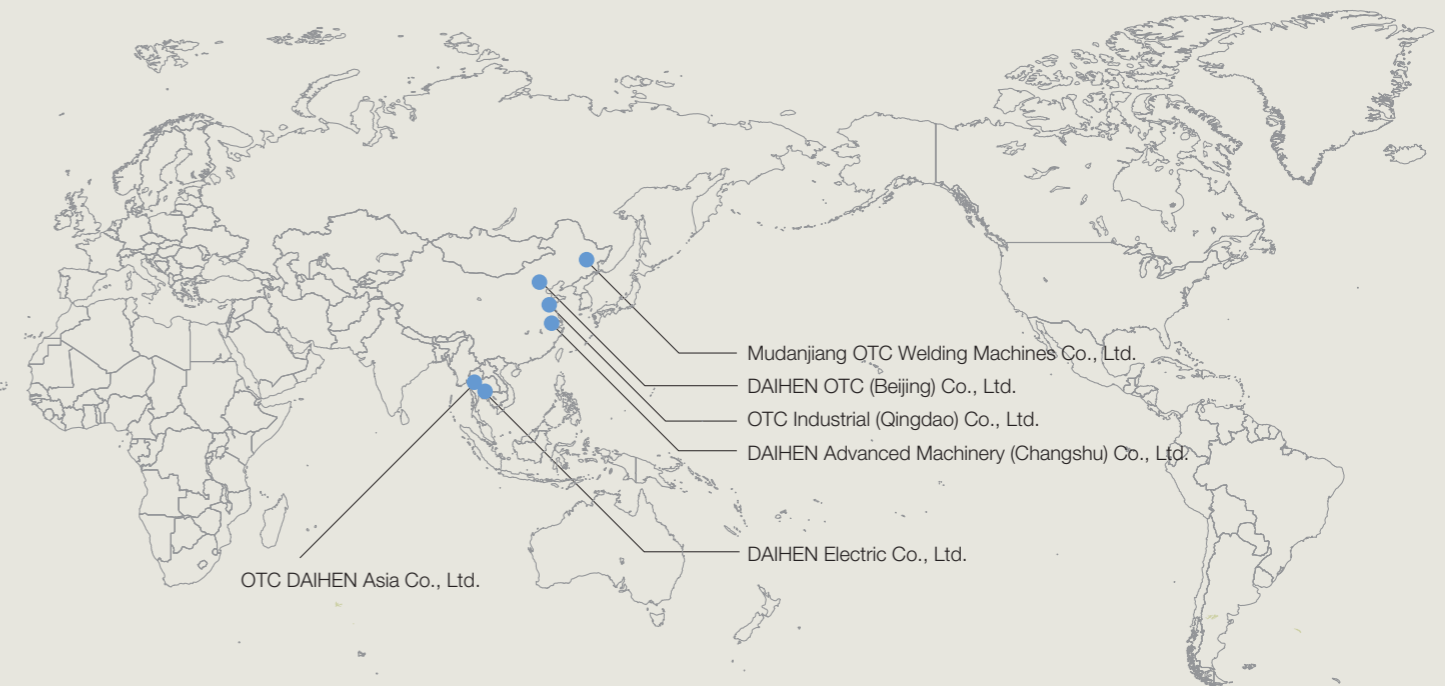 Mudanjiang OTC Welding Machines Co., Ltd.
DAIHEN OTC (Beijing) Co., Ltd.
OTC Industrial (Qingdao) Co., Ltd.
DAIHEN Advanced Machinery (Changshu) Co., Ltd.
DAIHEN Electric Co., Ltd.
OTC DAIHEN Asia Co., Ltd.